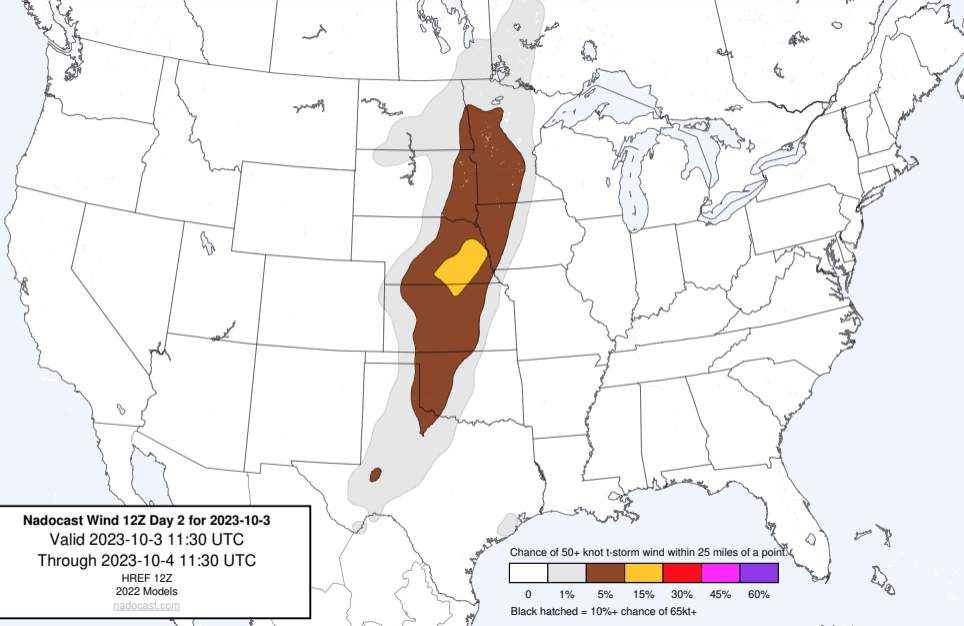 Nadocast Wind 12Z Day 2 for 2023-10-3
Valid 2023-10-3 11:30 UTC
Through 2023-10-4 11:30 UTC
HREF 12Z
2022 Models
nadocast.com
Chance of 50+ knot t-storm wind within 25 miles of a point.
0 1% 5% 15% 30% 45% 60%
Black hatched = 10%+ chance of 65kt+